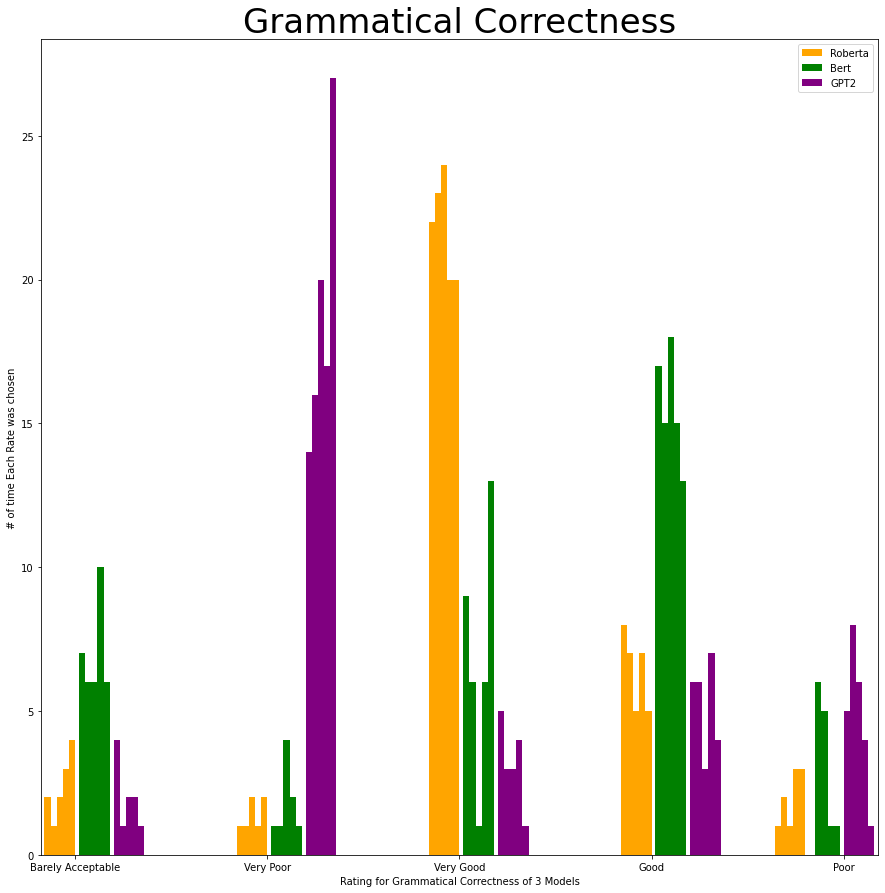 Grammatical Correctness
Roberta
Bert
GPT2
25
20
15
10
5
0
# of time Each Rate was chosen
Barely Acceptable
Very Poor
Very Good
Good
Poor
Rating for Grammatical Correctness of 3 Models